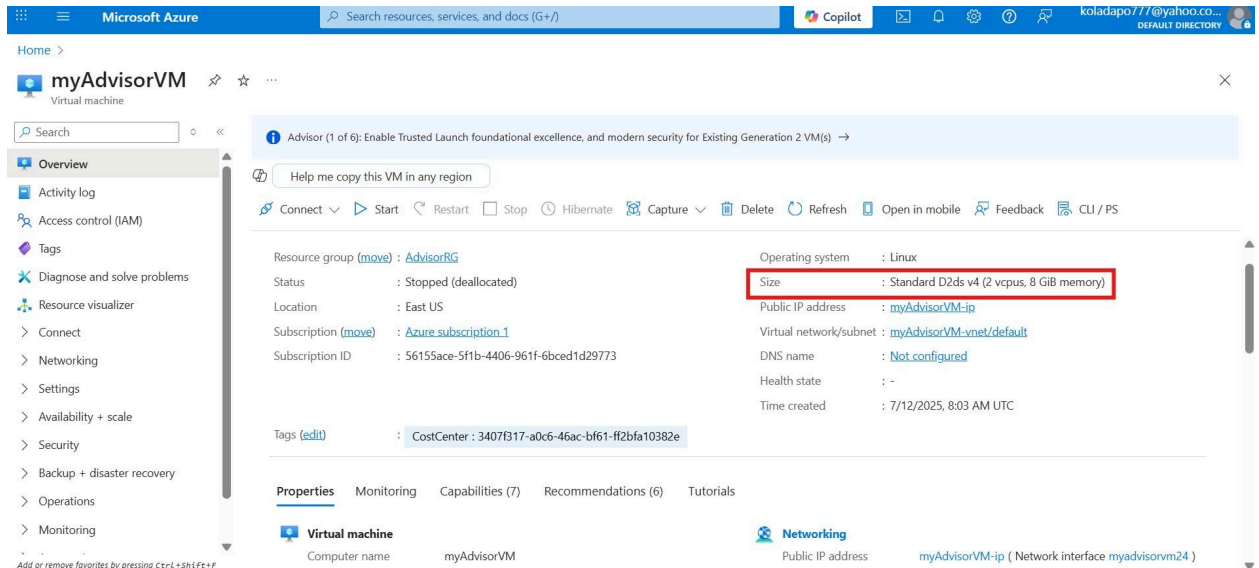 Microsoft Azure
Search resources, services, and docs (G+/)
Copilot
koladapo777@yahoo.co...
DEFAULT DIRECTORY
Home >
myAdvisorVM
Virtual machine
Search
Overview
Activity log
Access control (IAM)
Tags
Diagnose and solve problems
Resource visualizer
Connect
Networking
Settings
Availability + scale
Security
Backup + disaster recovery
Operations
Monitoring
Add or remove favorites by pressing Ctrl+Shift+F
Advisor (1 of 6): Enable Trusted Launch foundational excellence, and modern security for Existing Generation 2 VM(s) →
Help me copy this VM in any region
Connect Start Restart Stop Hibernate Capture Delete Refresh Open in mobile Feedback CLI / PS
Resource group (move) : AdvisorRG
Status : Stopped (deallocated)
Location : East US
Subscription (move) : Azure subscription 1
Subscription ID : 56155ace-5f1b-4406-961f-6bced1d29773
Operating system : Linux
Size : Standard D2ds v4 (2 vcpus, 8 GiB memory)
Public IP address : myAdvisorVM-ip
Virtual network/subnet : myAdvisorVM-vnet/default
DNS name : Not configured
Health state : -
Time created : 7/12/2025, 8:03 AM UTC
Tags (edit) : CostCenter : 3407f317-a0c6-46ac-bf61-ff2bfa10382e
Properties Monitoring Capabilities (7) Recommendations (6) Tutorials
Virtual machine
Computer name myAdvisorVM
Networking
Public IP address myAdvisorVM-ip ( Network interface myadvisorvm24 )